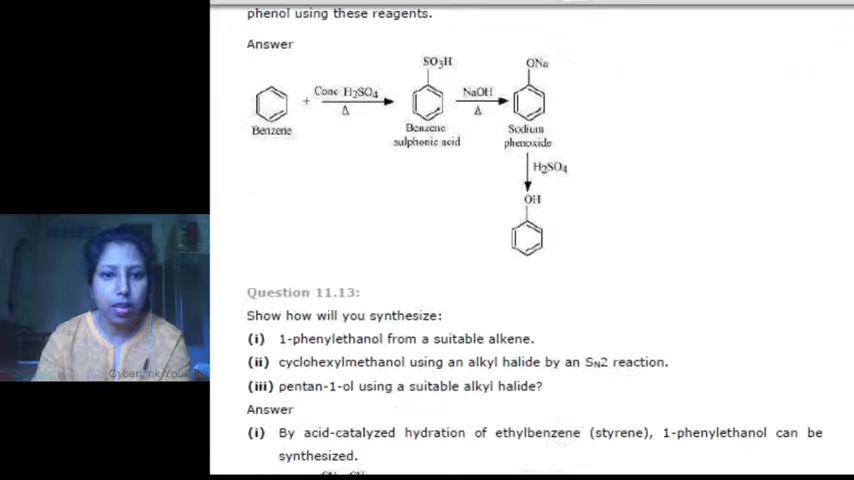 phenol using these reagents.
Answer
SO3H
ONa
Conc H2SO4
NaOH
+
Δ
Δ
Benzene
Benzene
sulphonic acid
Sodium
phenoxide
H2SO4
OH
Question 11.13:
Show how will you synthesize:
(i) 1-phenylethanol from a suitable alkene.
(ii) cyclohexylmethanol using an alkyl halide by an SN2 reaction.
(iii) pentan-1-ol using a suitable alkyl halide?
Answer
(i) By acid-catalyzed hydration of ethylbenzene (styrene), 1-phenylethanol can be
synthesized.
CyberLink